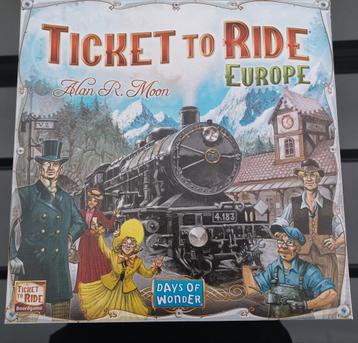 TICKET TO RIDE
EUROPE
Alan R. Moon
4.183
DAYS OF
WONDER
TICKET
TO RIDE
Boardgame